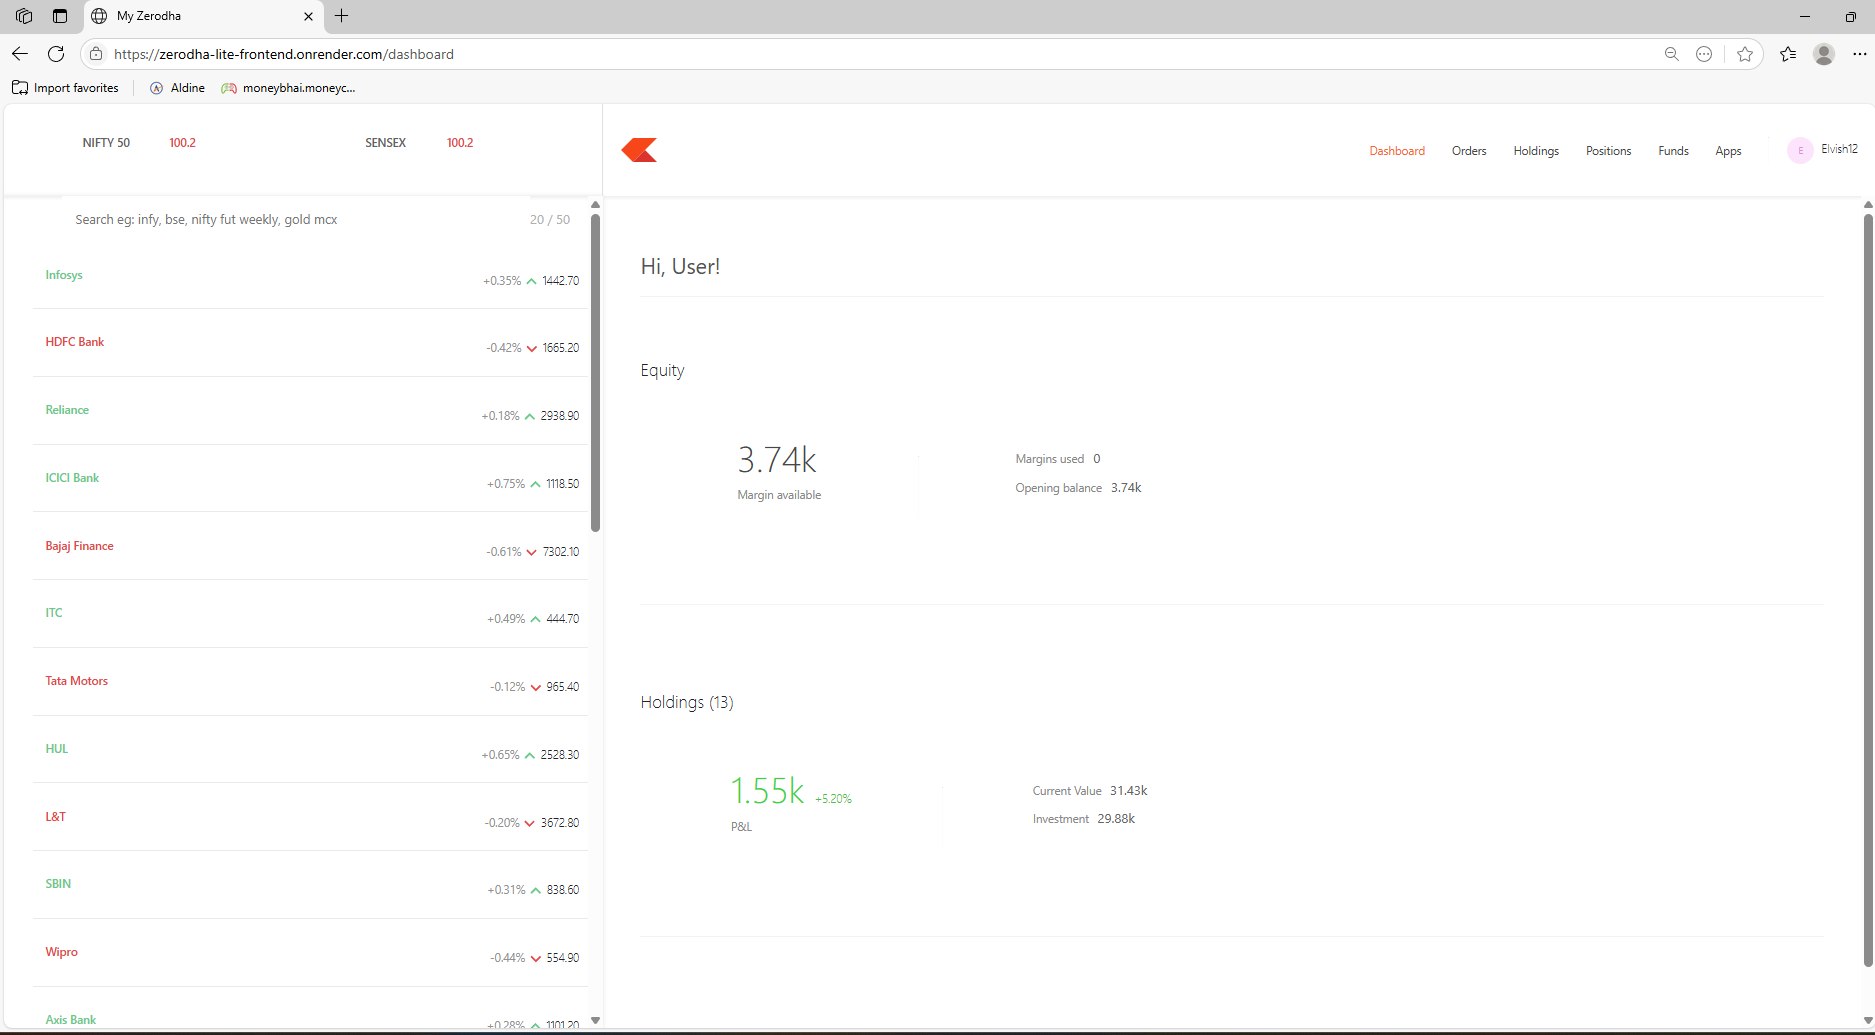 My Zerodha
https://zerodha-lite-frontend.onrender.com/dashboard
Import favorites Aldine moneybhai.moneyc...
NIFTY 50 100.2 SENSEX 100.2
Dashboard Orders Holdings Positions Funds Apps E Elvish12
Search eg: infy, bse, nifty fut weekly, gold mcx 20 / 50
Infosys +0.35% 1442.70
HDFC Bank -0.42% 1665.20
Reliance +0.18% 2938.90
ICICI Bank +0.75% 1118.50
Bajaj Finance -0.61% 7302.10
ITC +0.49% 444.70
Tata Motors -0.12% 965.40
HUL +0.65% 2528.30
L&T -0.20% 3672.80
SBIN +0.31% 838.60
Wipro -0.44% 554.90
Axis Bank +0.28% 1101.20
Hi, User!
Equity
3.74k
Margin available
Margins used 0
Opening balance 3.74k
Holdings (13)
1.55k +5.20%
P&L
Current Value 31.43k
Investment 29.88k